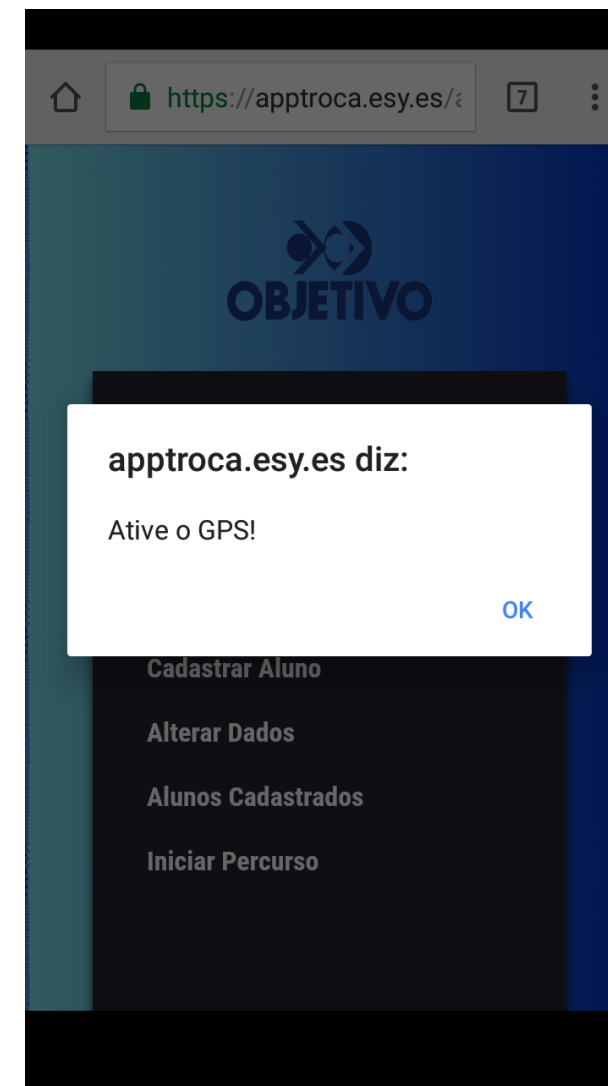 https://apptroca.esy.es/a
7
OBJETIVO
apptroca.esy.es diz:
Ative o GPS!
OK
Cadastrar Aluno
Alterar Dados
Alunos Cadastrados
Iniciar Percurso